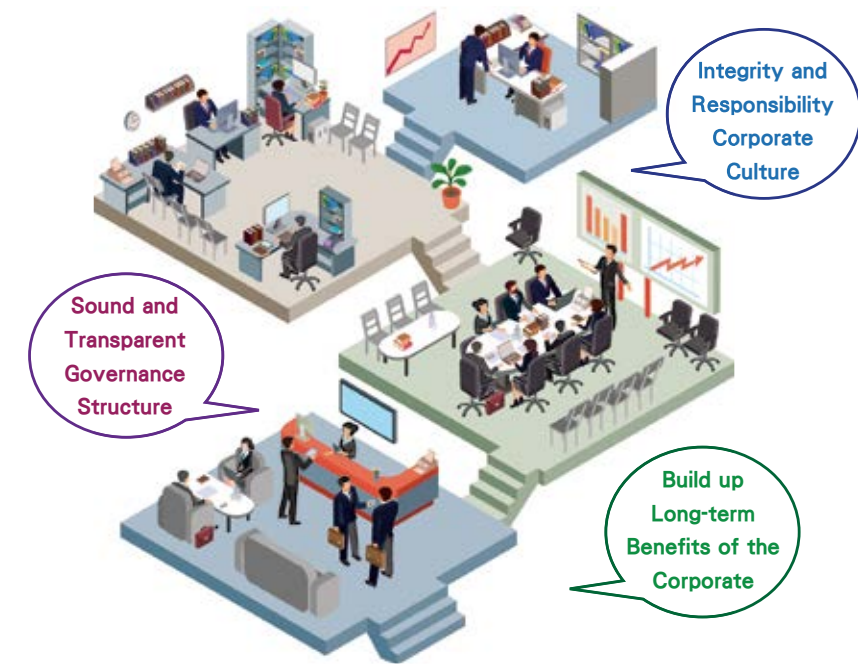 Integrity and
Responsibility
Corporate
Culture
Sound and
Transparent
Governance
Structure
Build up
Long-term
Benefits of the
Corporate